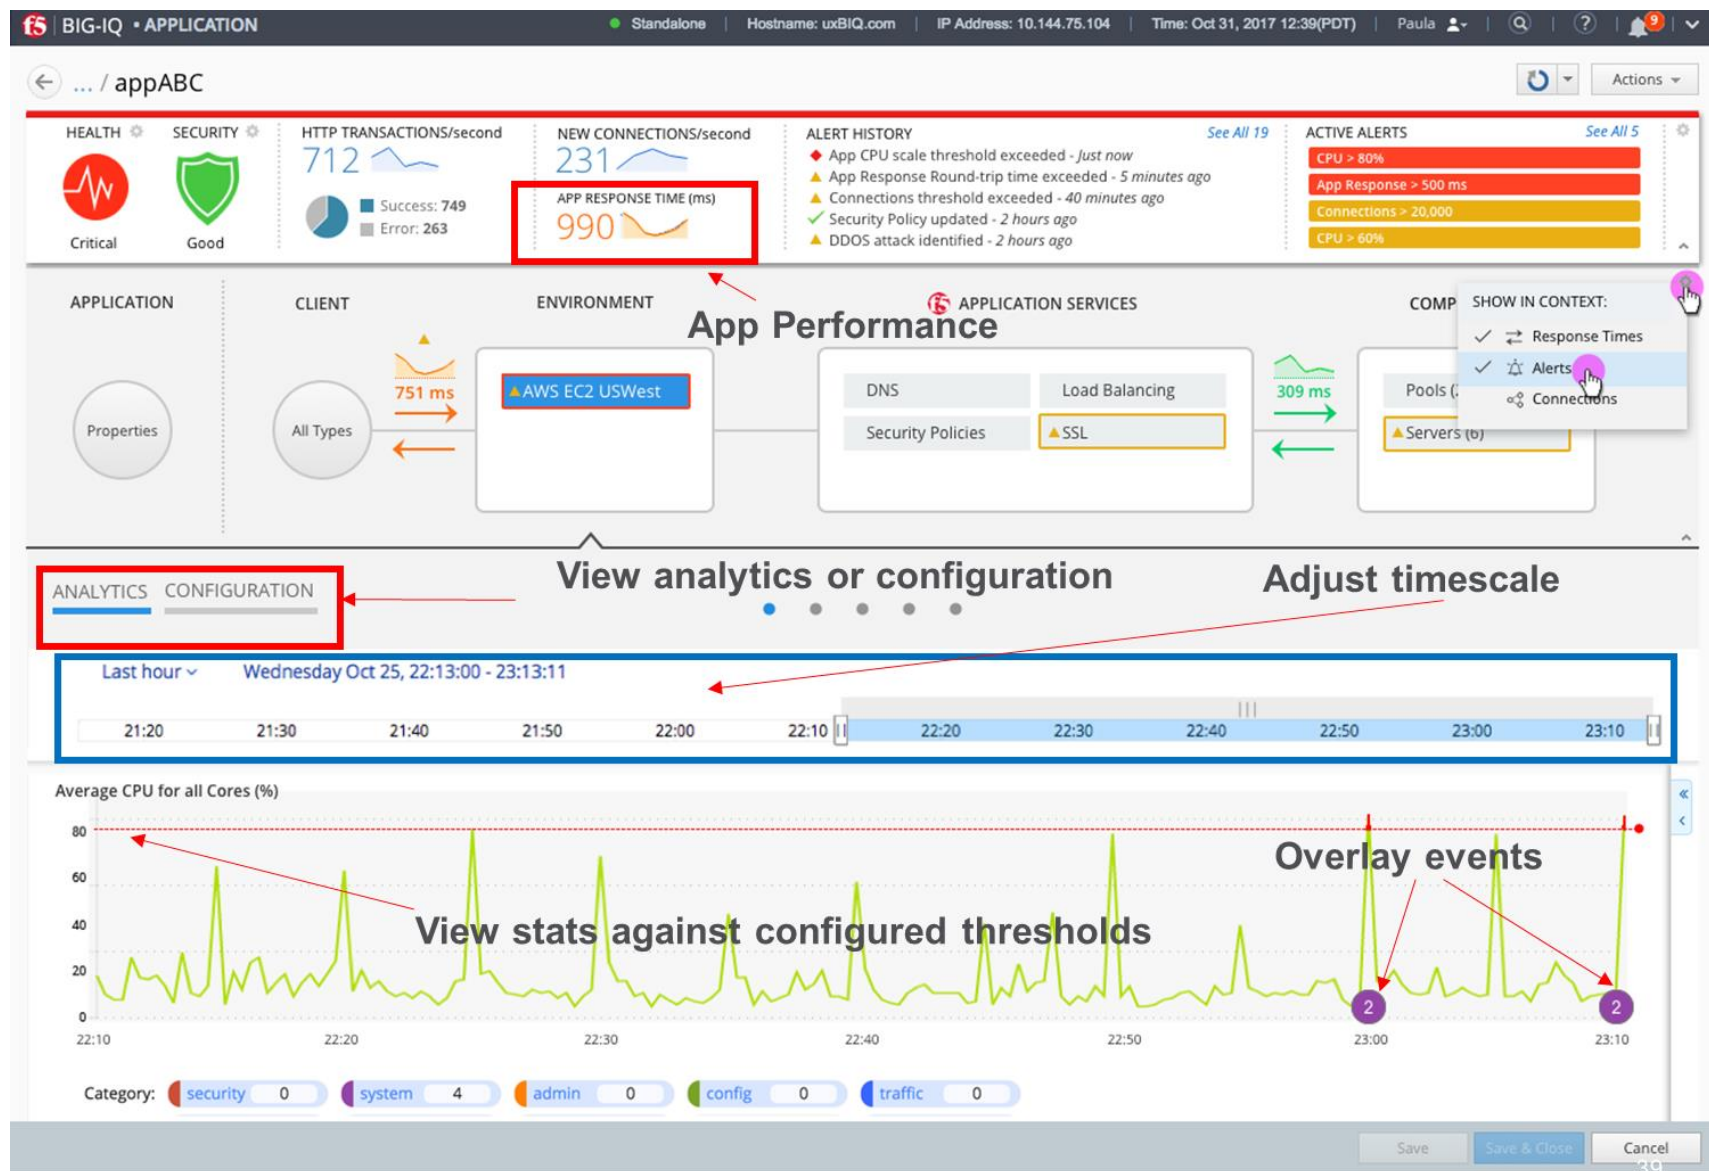 f5 BIG-IQ • APPLICATION
Standalone | Hostname: uxBIQ.com | IP Address: 10.144.75.104 | Time: Oct 31, 2017 12:39(PDT) | Paula | ? | 9
... / appABC
Actions
HEALTH
SECURITY
Critical
Good
HTTP TRANSACTIONS/second
712
Success: 749
Error: 263
NEW CONNECTIONS/second
231
APP RESPONSE TIME (ms)
990
ALERT HISTORY
See All 19
App CPU scale threshold exceeded - Just now
App Response Round-trip time exceeded - 5 minutes ago
Connections threshold exceeded - 40 minutes ago
Security Policy updated - 2 hours ago
DDOS attack identified - 2 hours ago
ACTIVE ALERTS
See All 5
CPU > 80%
App Response > 500 ms
Connections > 20,000
CPU > 60%
APPLICATION
CLIENT
ENVIRONMENT
f5 APPLICATION SERVICES
COMP
SHOW IN CONTEXT:
Response Times
Alerts
Connections
App Performance
Properties
All Types
751 ms
AWS EC2 USWest
DNS
Load Balancing
Security Policies
SSL
309 ms
Pools (
Servers (6)
View analytics or configuration
Adjust timescale
ANALYTICS
CONFIGURATION
Last hour
Wednesday Oct 25, 22:13:00 - 23:13:11
21:20 21:30 21:40 21:50 22:00 22:10 22:20 22:30 22:40 22:50 23:00 23:10
Average CPU for all Cores (%)
80
60
40
20
0
Overlay events
View stats against configured thresholds
2
2
22:10 22:20 22:30 22:40 22:50 23:00 23:10
Category: security 0 system 4 admin 0 config 0 traffic 0
Save
Save & Close
Cancel
39